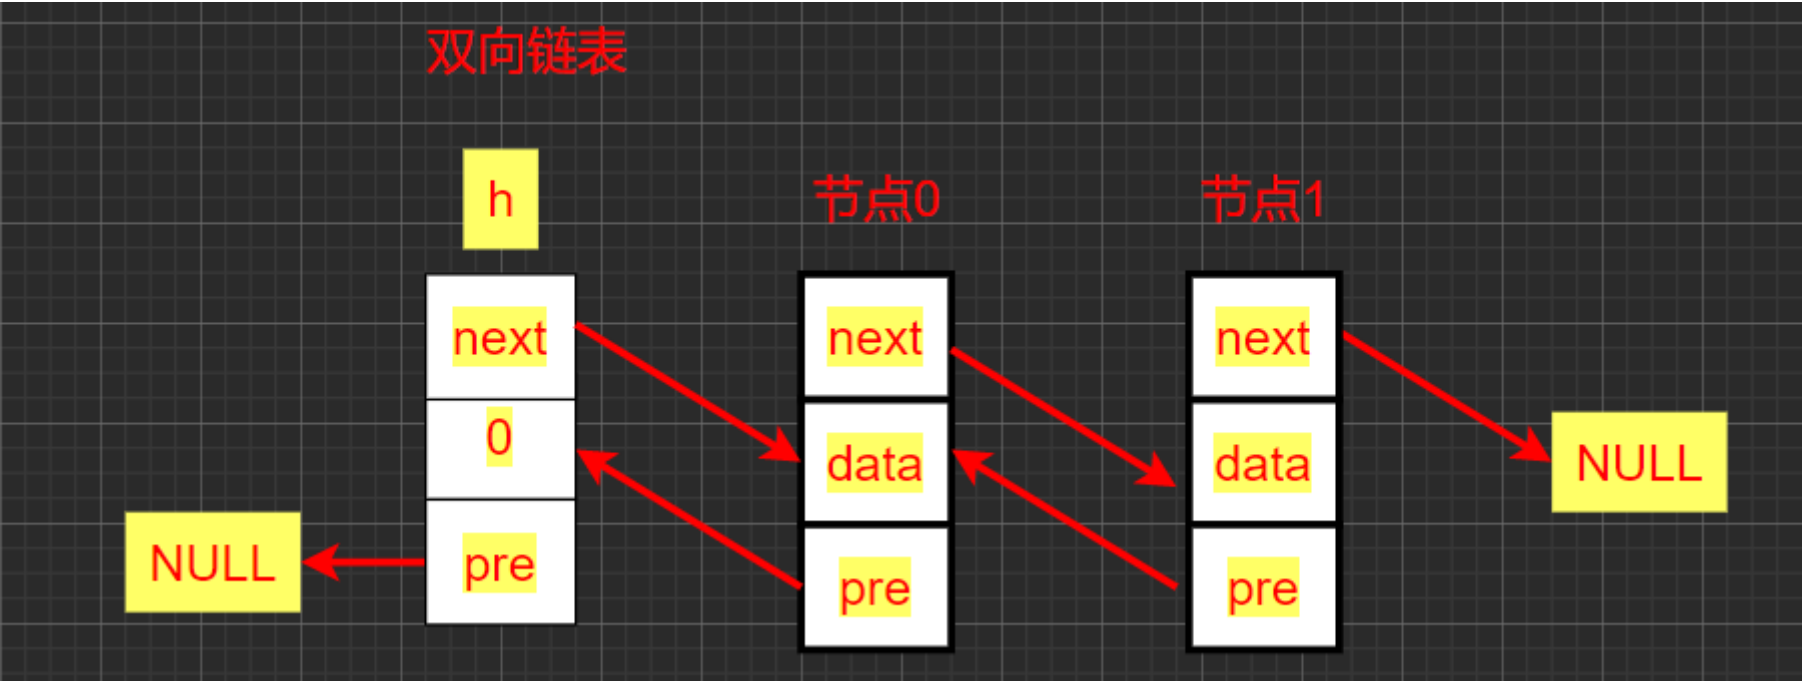 双向链表
h
节点0
节点1
next
next
next
0
data
data
NULL
NULL
pre
pre
pre